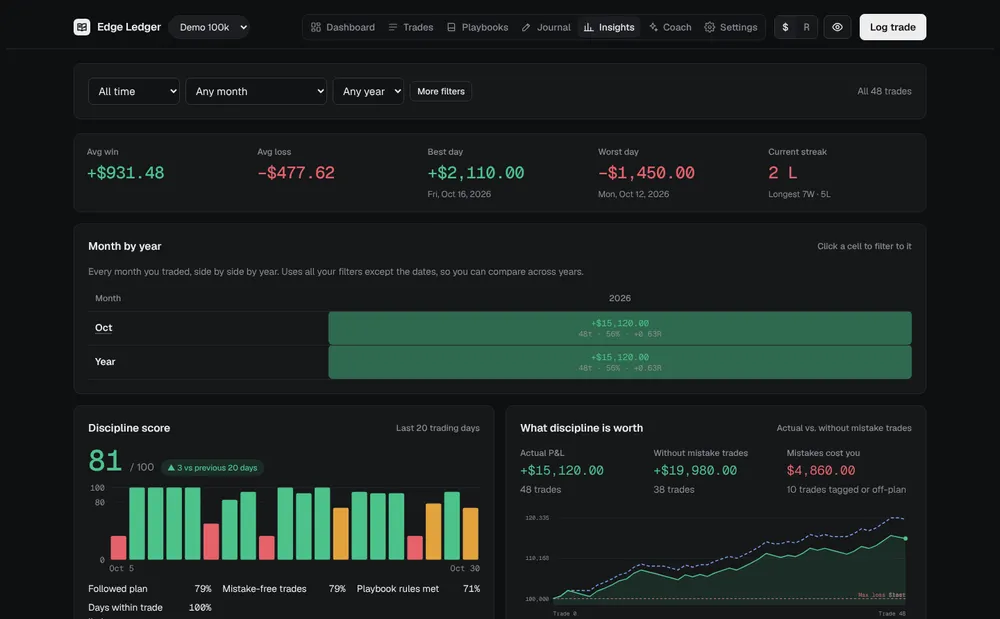 Edge Ledger
Demo 100k
Dashboard
Trades
Playbooks
Journal
Insights
Coach
Settings
$
R
Log trade
All time
Any month
Any year
More filters
All 48 trades
Avg win
+$931.48
Avg loss
-$477.62
Best day
+$2,110.00
Fri, Oct 16, 2026
Worst day
-$1,450.00
Mon, Oct 12, 2026
Current streak
2 L
Longest 7W · 5L
Month by year
Click a cell to filter to it
Every month you traded, side by side by year. Uses all your filters except the dates, so you can compare across years.
Month
2026
Oct
+$15,120.00
48t · 56% · +0.63R
Year
+$15,120.00
48t · 56% · +0.63R
Discipline score
Last 20 trading days
81 / 100
▲ 3 vs previous 20 days
100
80
0
Oct 5
Oct 30
Followed plan 79%
Mistake-free trades 79%
Playbook rules met 71%
Days within trade 100%
What discipline is worth
Actual vs. without mistake trades
Actual P&L
+$15,120.00
48 trades
Without mistake trades
+$19,980.00
38 trades
Mistakes cost you
$4,860.00
10 trades tagged or off-plan
120,335
110,168
100,000
Max loss floor
Trade 0
Trade 48